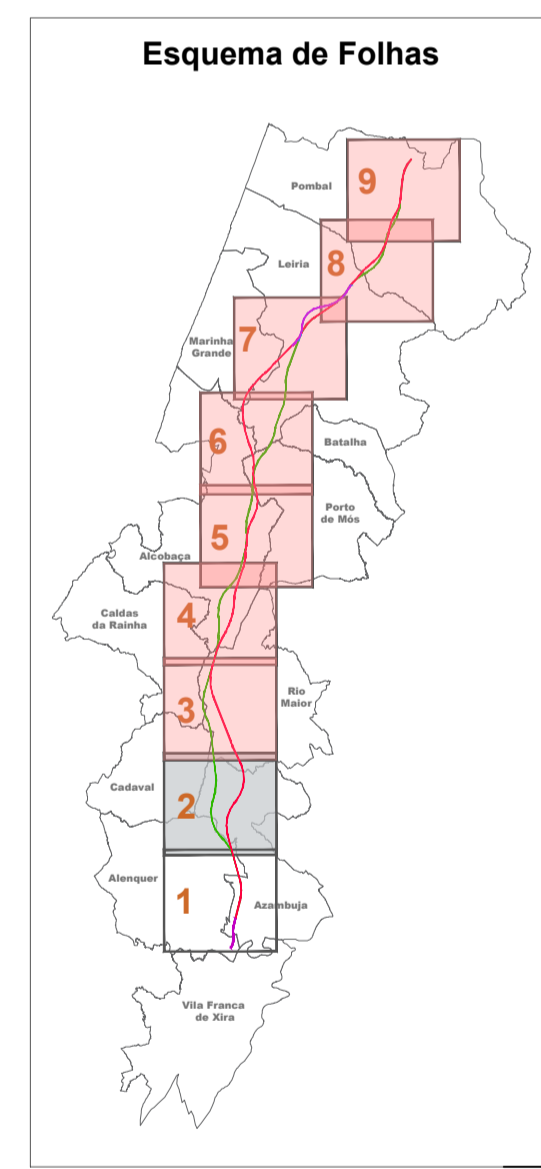 Esquema de Folhas
Pombal
9
Leiria
8
Marinha
Grande
7
6
Batalha
Porto
de Mós
5
Alcobaça
Caldas
da Rainha
4
Rio
Maior
3
Cadaval
2
Alenquer
1
Azambuja
Vila Franca
de Xira